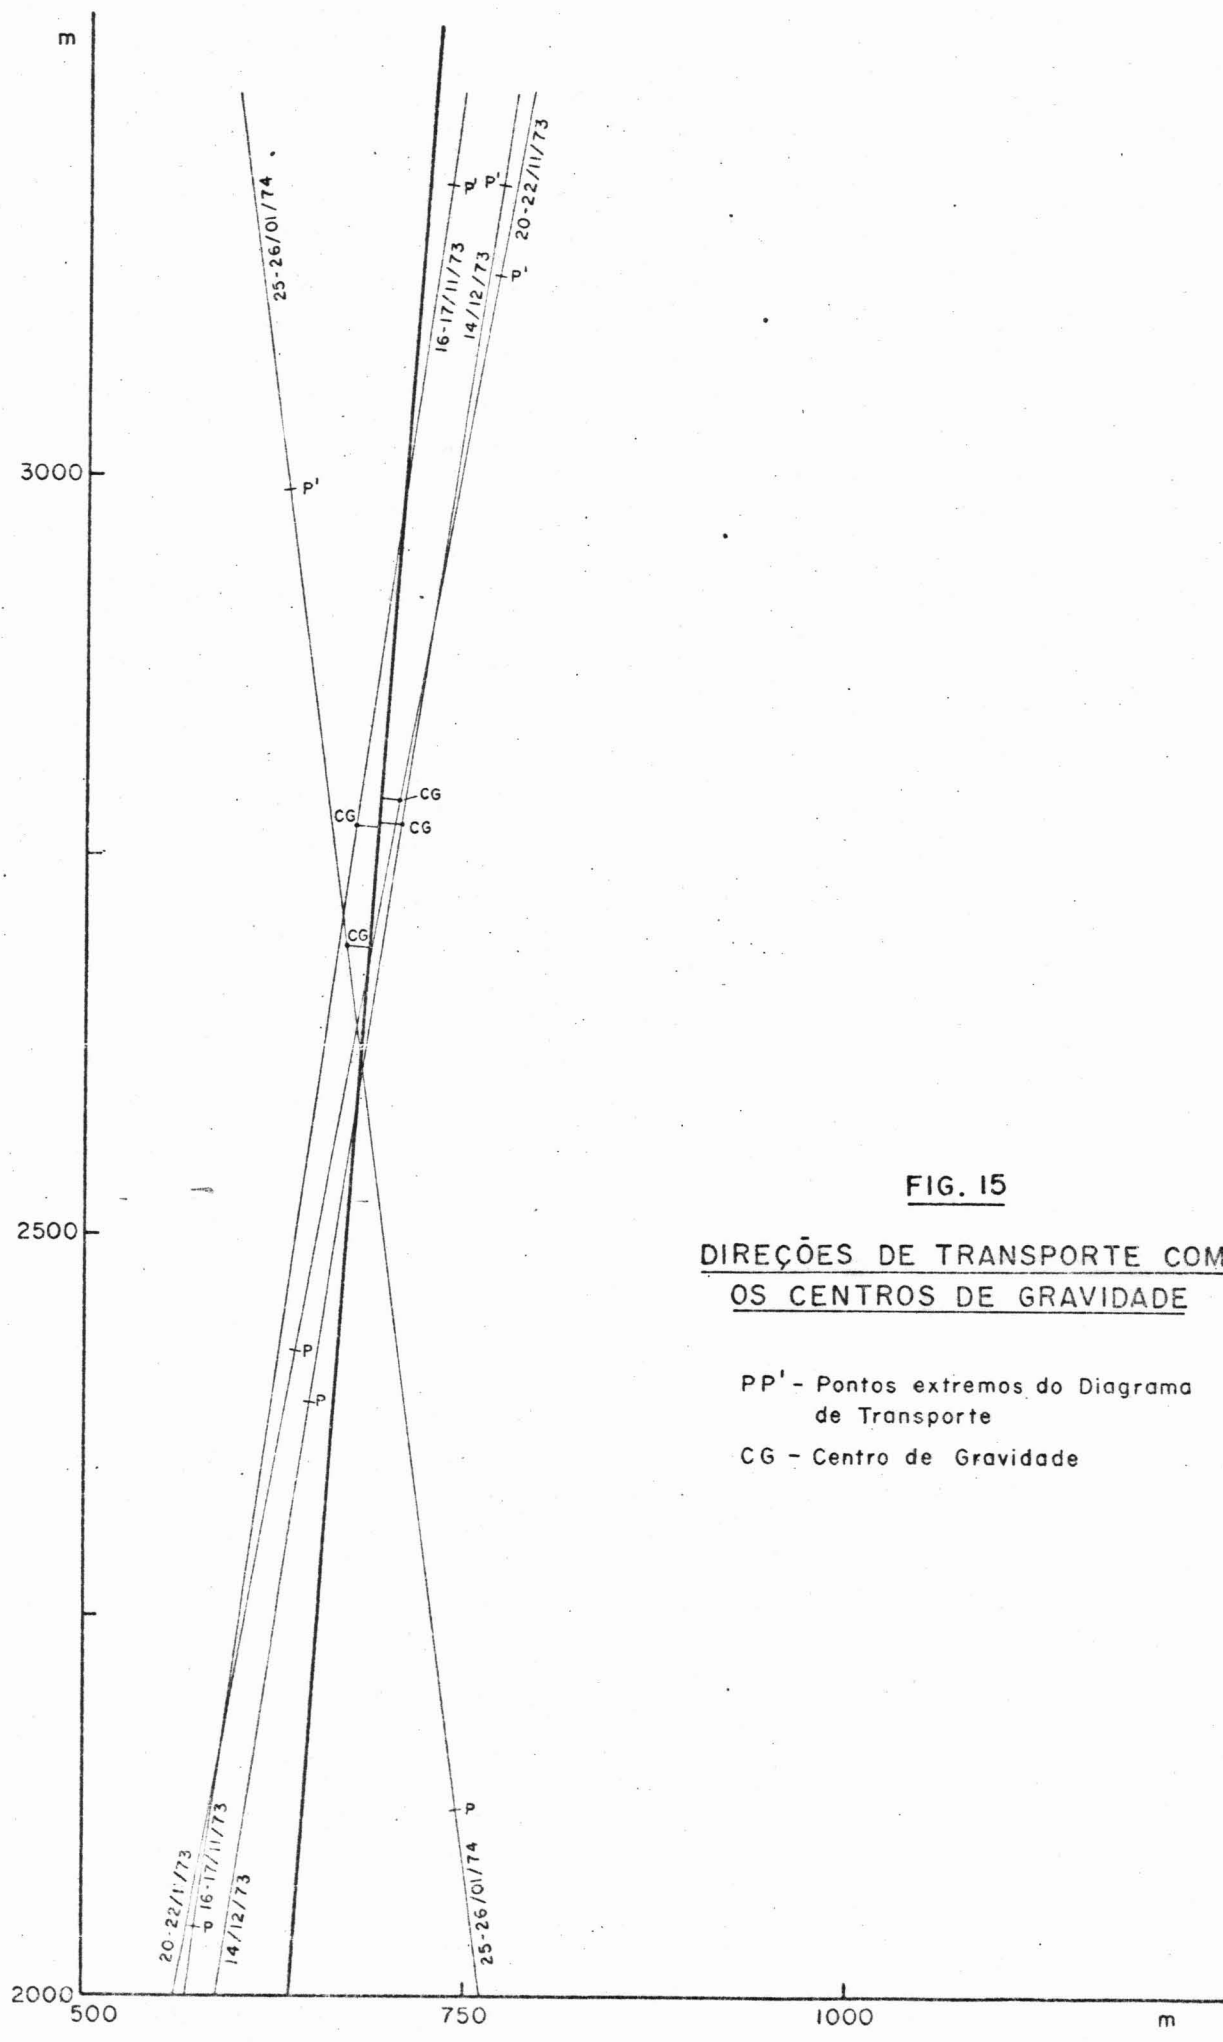 m
20-22/11/73
25-26/01/74
P' P'
16-17/11/73
14/12/73
P'
3000
P'
CG
CG
CG
CG
2500
FIG. 15
DIREÇÕES DE TRANSPORTE COM
OS CENTROS DE GRAVIDADE
P
PP' - Pontos extremos do Diagrama
de Transporte
P
CG - Centro de Gravidade
P
20-22/11/73
P
16-17/11/73
14/12/73
25-26/01/74
2000
500
750
1000
m